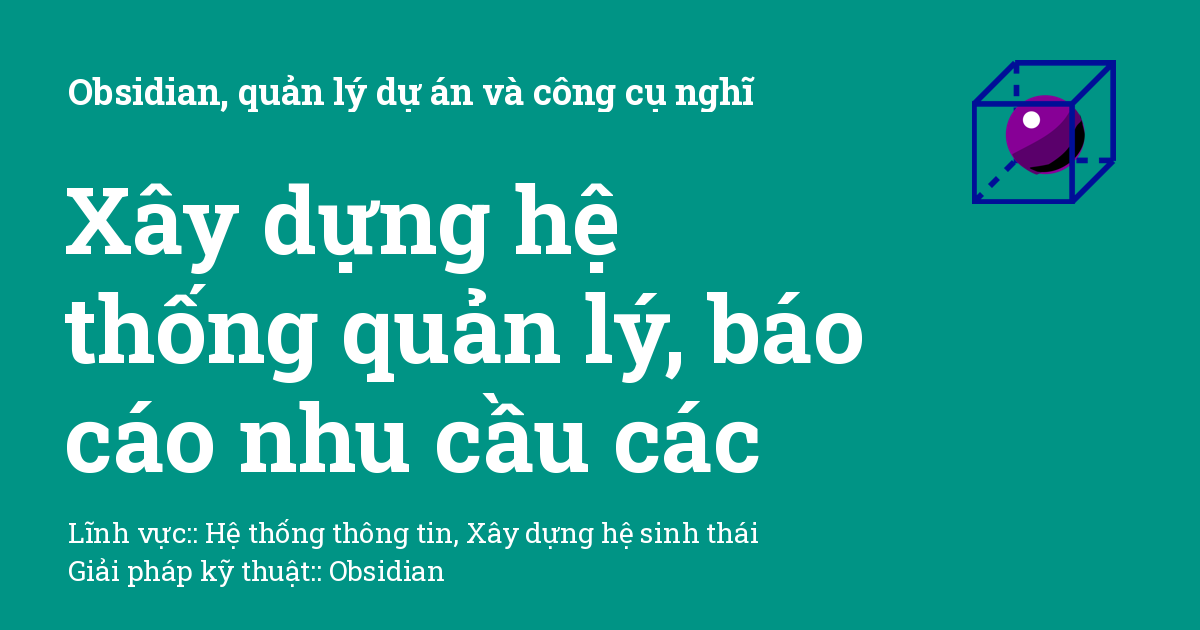 Obsidian, quản lý dự án và công cụ nghĩ
Xây dựng hệ
thống quản lý, báo
cáo nhu cầu các
Lĩnh vực:: Hệ thống thông tin, Xây dựng hệ sinh thái
Giải pháp kỹ thuật:: Obsidian